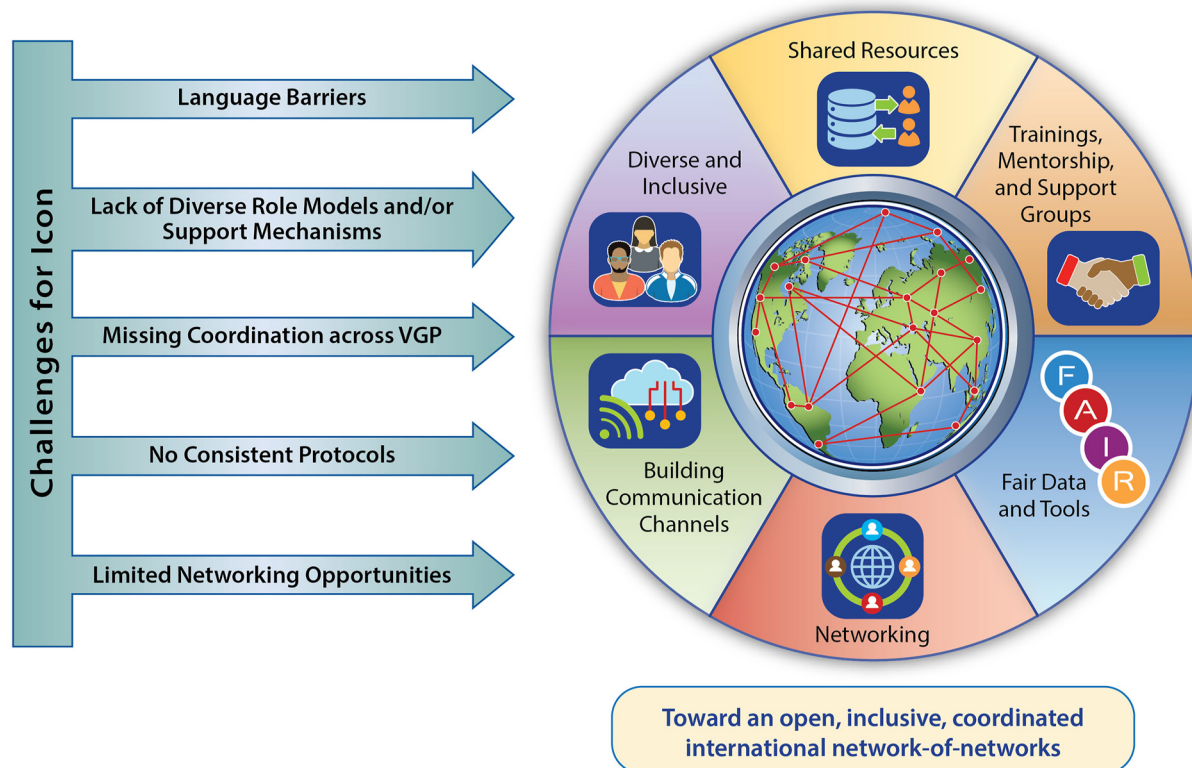 Challenges for Icon
Language Barriers
Lack of Diverse Role Models and/or
Support Mechanisms
Missing Coordination across VGP
No Consistent Protocols
Limited Networking Opportunities
Shared Resources
Trainings,
Mentorship,
and Support
Groups
Fair Data
and Tools
F
A
I
R
Networking
Building
Communication
Channels
Diverse and
Inclusive
Toward an open, inclusive, coordinated
international network-of-networks